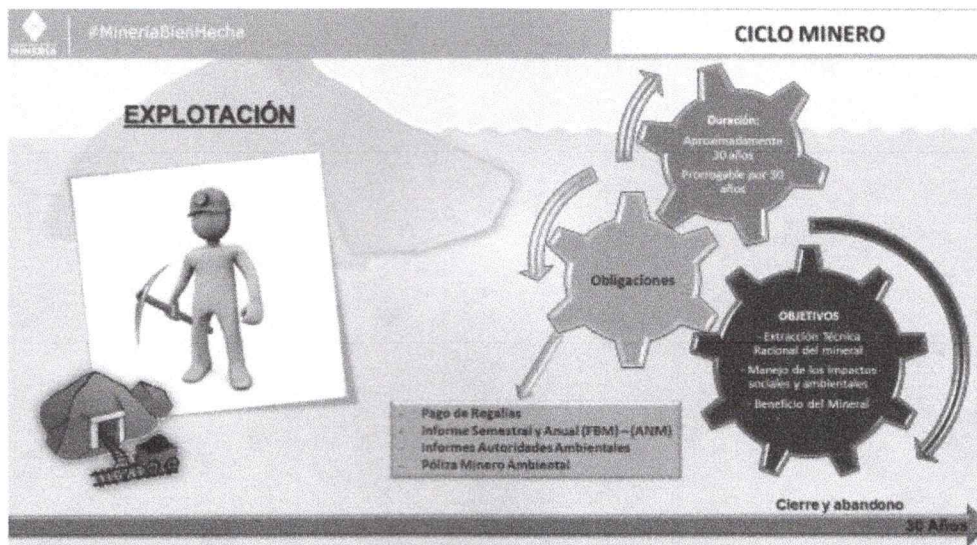 MINERÍA
#MineríaBienHecha
CICLO MINERO
EXPLOTACIÓN
Duración:
Aproximadamente
30 años
Prorrogable por 30
años
Obligaciones
OBJETIVOS
- Extracción Técnica
Racional del mineral
- Manejo de los impactos
sociales y ambientales
- Beneficio del Mineral
- Pago de Regalías
- Informe Semestral y Anual (FBM) – (ANM)
- Informes Autoridades Ambientales
- Póliza Minero Ambiental
Cierre y abandono
30 Años